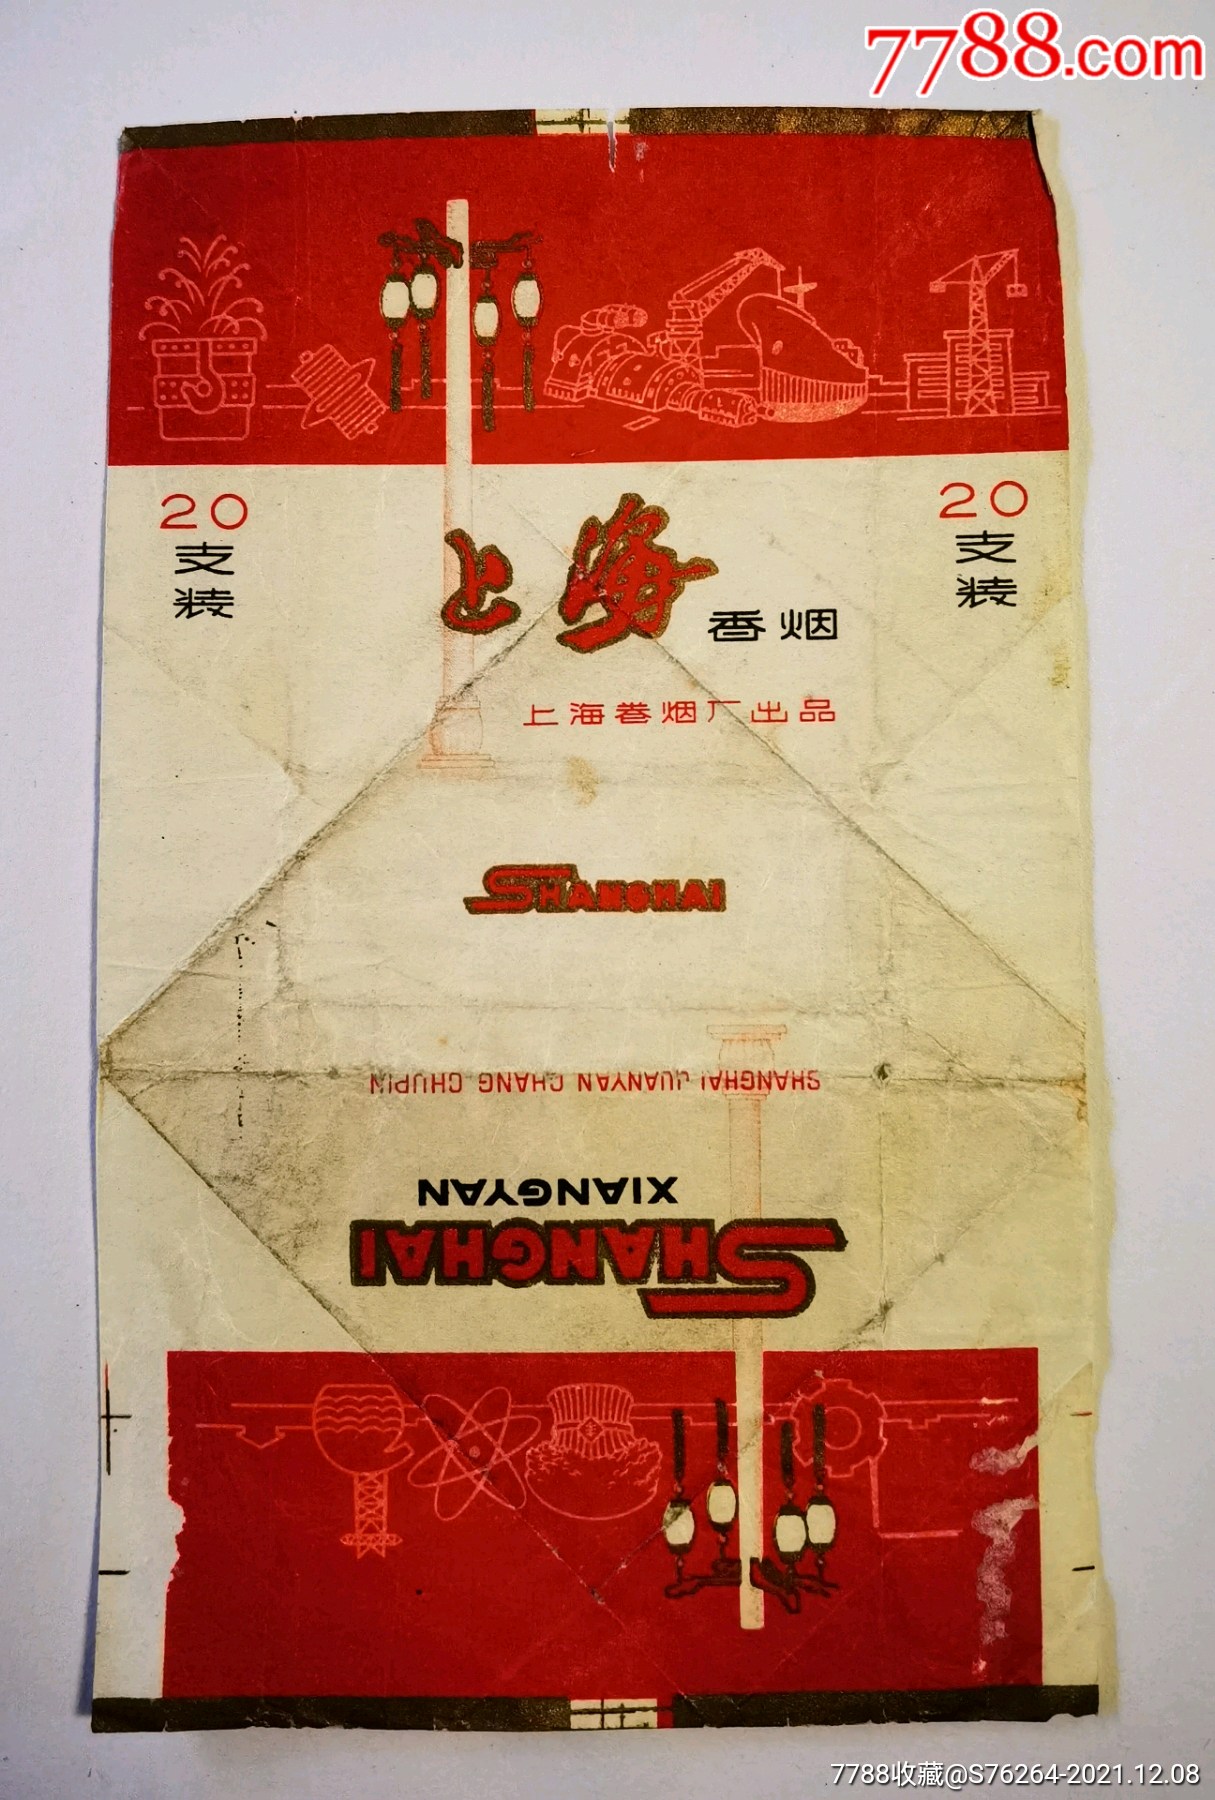 7788.com
20
支
装
20
支
装
上海
香烟
上海卷烟厂出品
SHANGHAI
SHANGHAI JUANYAN CHANG CHUPIN
XIANGYAN
SHANGHAI
7788收藏@S76264-2021.12.08